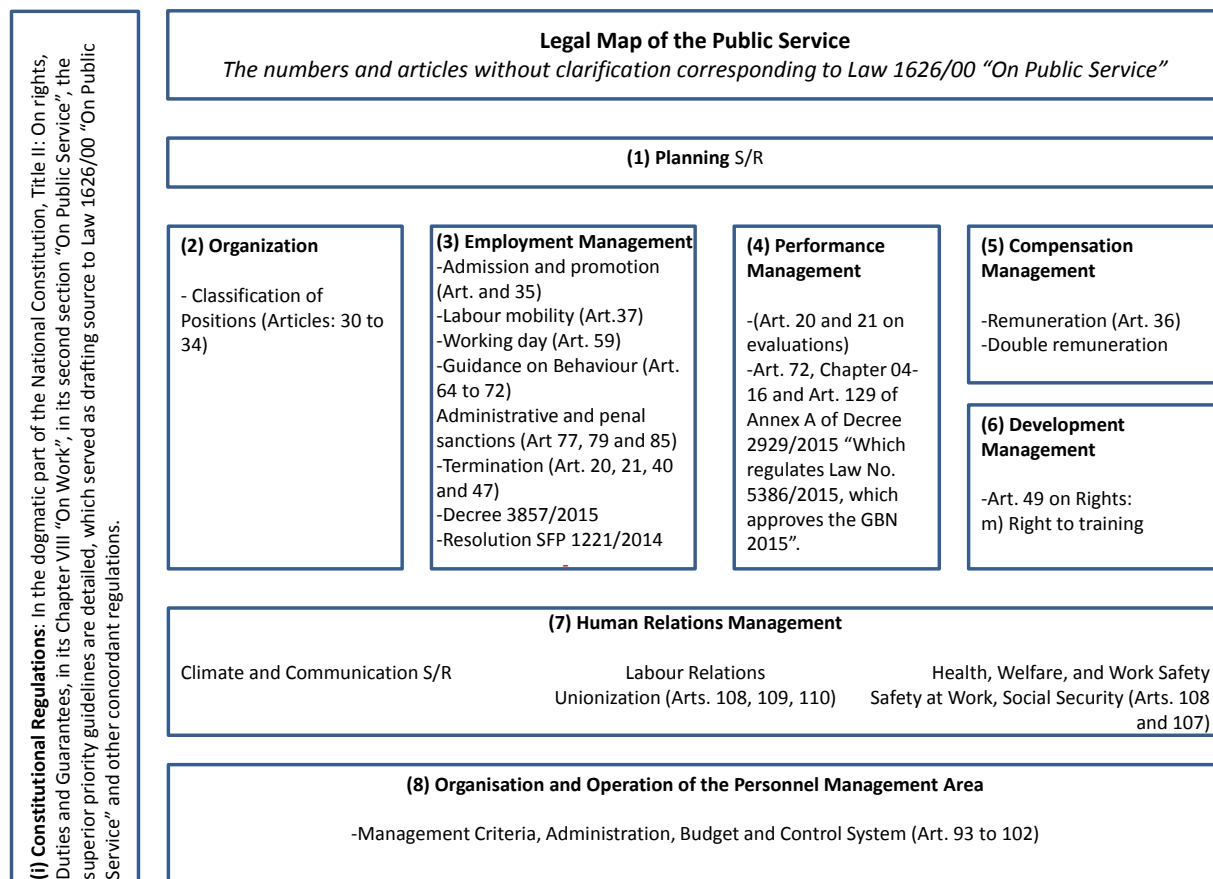 (i) Constitutional Regulations: In the dogmatic part of the National Constitution, Title II: On rights,
Duties and Guarantees, in its Chapter VIII “On Work”, in its second section “On Public Service”, the
superior priority guidelines are detailed, which served as drafting source to Law 1626/00 “On Public
Service” and other concordant regulations.
Legal Map of the Public Service
The numbers and articles without clarification corresponding to Law 1626/00 “On Public Service”
(1) Planning S/R
(2) Organization
- Classification of
Positions (Articles: 30 to
34)
(3) Employment Management
-Admission and promotion
(Art. and 35)
-Labour mobility (Art.37)
-Working day (Art. 59)
-Guidance on Behaviour (Art.
64 to 72)
Administrative and penal
sanctions (Art 77, 79 and 85)
-Termination (Art. 20, 21, 40
and 47)
-Decree 3857/2015
-Resolution SFP 1221/2014
-
(4) Performance
Management
-(Art. 20 and 21 on
evaluations)
-Art. 72, Chapter 04-
16 and Art. 129 of
Annex A of Decree
2929/2015 “Which
regulates Law No.
5386/2015, which
approves the GBN
2015”.
(5) Compensation
Management
-Remuneration (Art. 36)
-Double remuneration
(6) Development
Management
-Art. 49 on Rights:
m) Right to training
(7) Human Relations Management
Climate and Communication S/R
Labour Relations
Unionization (Arts. 108, 109, 110)
Health, Welfare, and Work Safety
Safety at Work, Social Security (Arts. 108
and 107)
(8) Organisation and Operation of the Personnel Management Area
-Management Criteria, Administration, Budget and Control System (Art. 93 to 102)